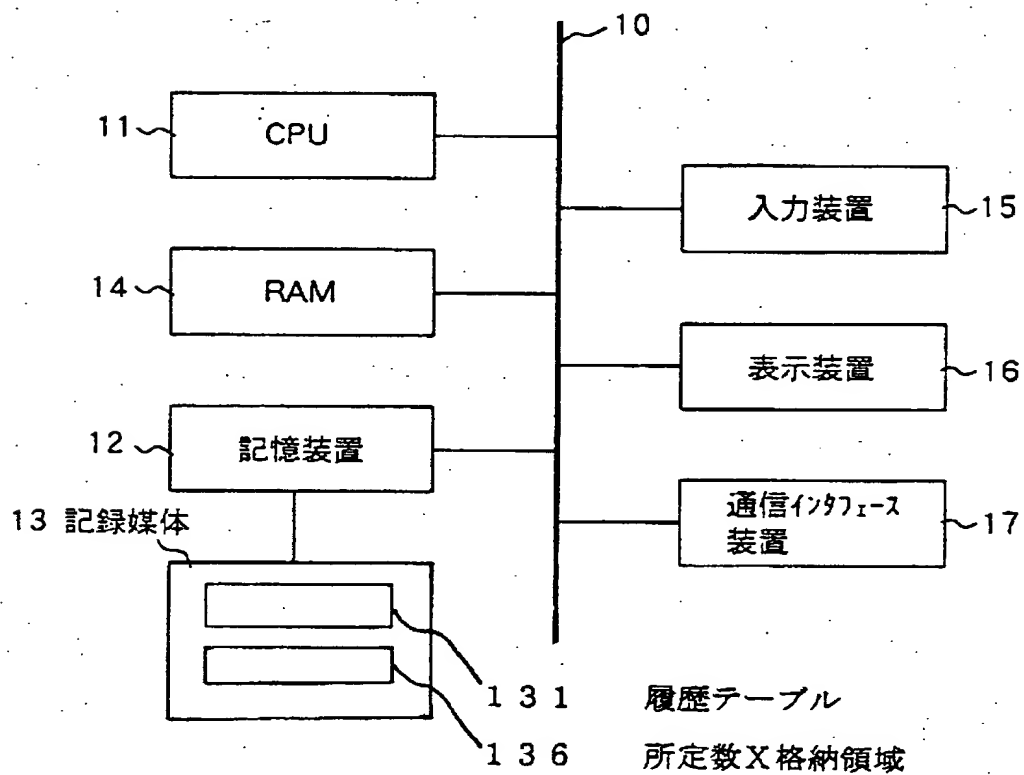 10
11
CPU
入力装置
15
14
RAM
表示装置
16
12
記憶装置
13 記録媒体
通信インタフェース
装置
17
131 履歴テーブル
136 所定数X格納領域